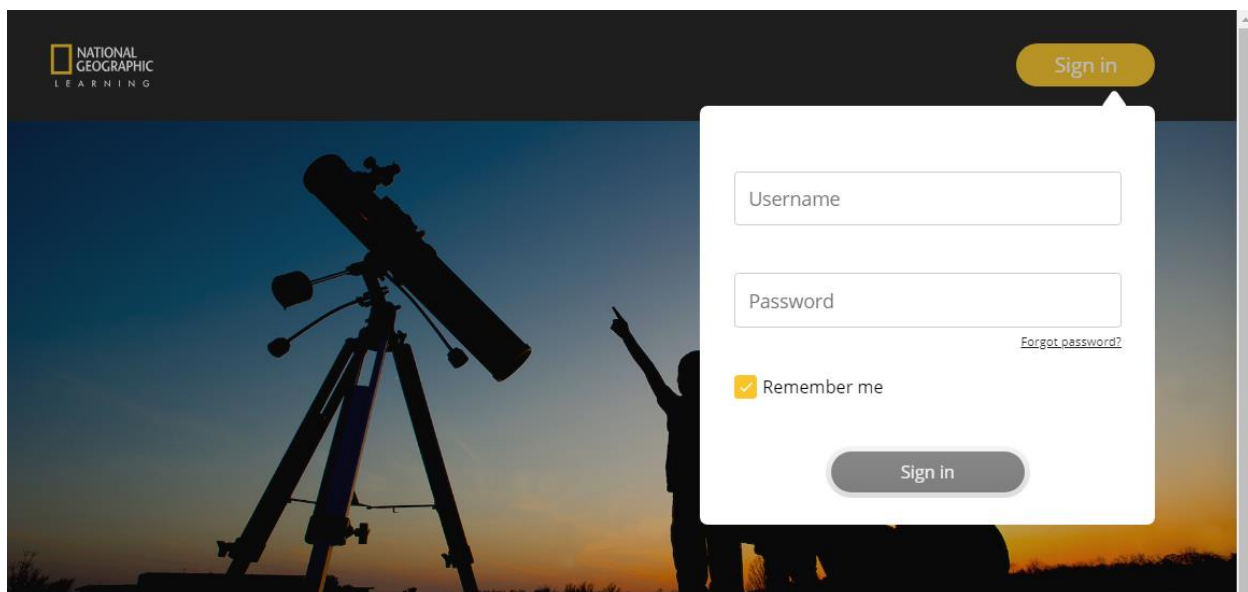 NATIONAL
GEOGRAPHIC
LEARNING
Sign in
Username
Password
Forgot password?
Remember me
Sign in